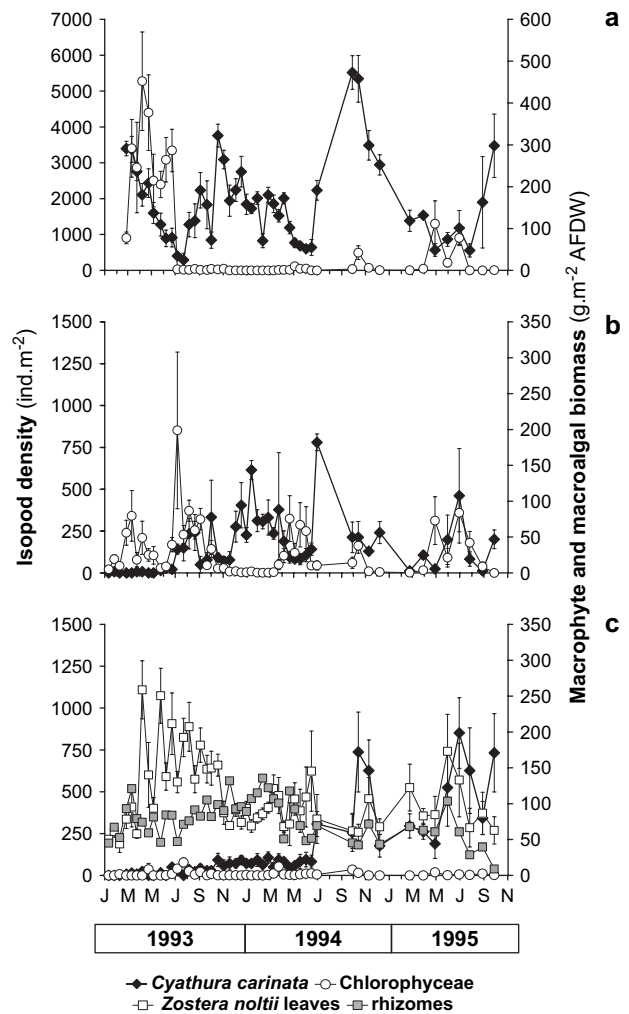 7000 600 a
6000 500
5000 400
4000 300
3000
2000 200
1000 100
0 0
1500 350 b
1250 300
1000 250
750 200
500 150
250 100
50
0 0
1500 350 c
1250 300
1000 250
750 200
500 150
250 100
50
0 0
Isopod density (ind.m-2)
Macrophyte and macroalgal biomass (g.m-2 AFDW)
J M M J S N J M M J S N J M M J S N
1993 1994 1995
Cyathura carinata Chlorophyceae
Zostera noltii leaves rhizomes